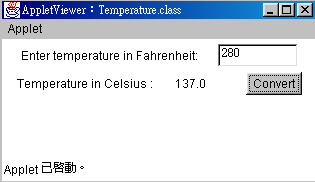 AppletViewer：Temperature.class
Applet
Enter temperature in Fahrenheit: 280
Temperature in Celsius : 137.0 Convert
Applet 已啟動。